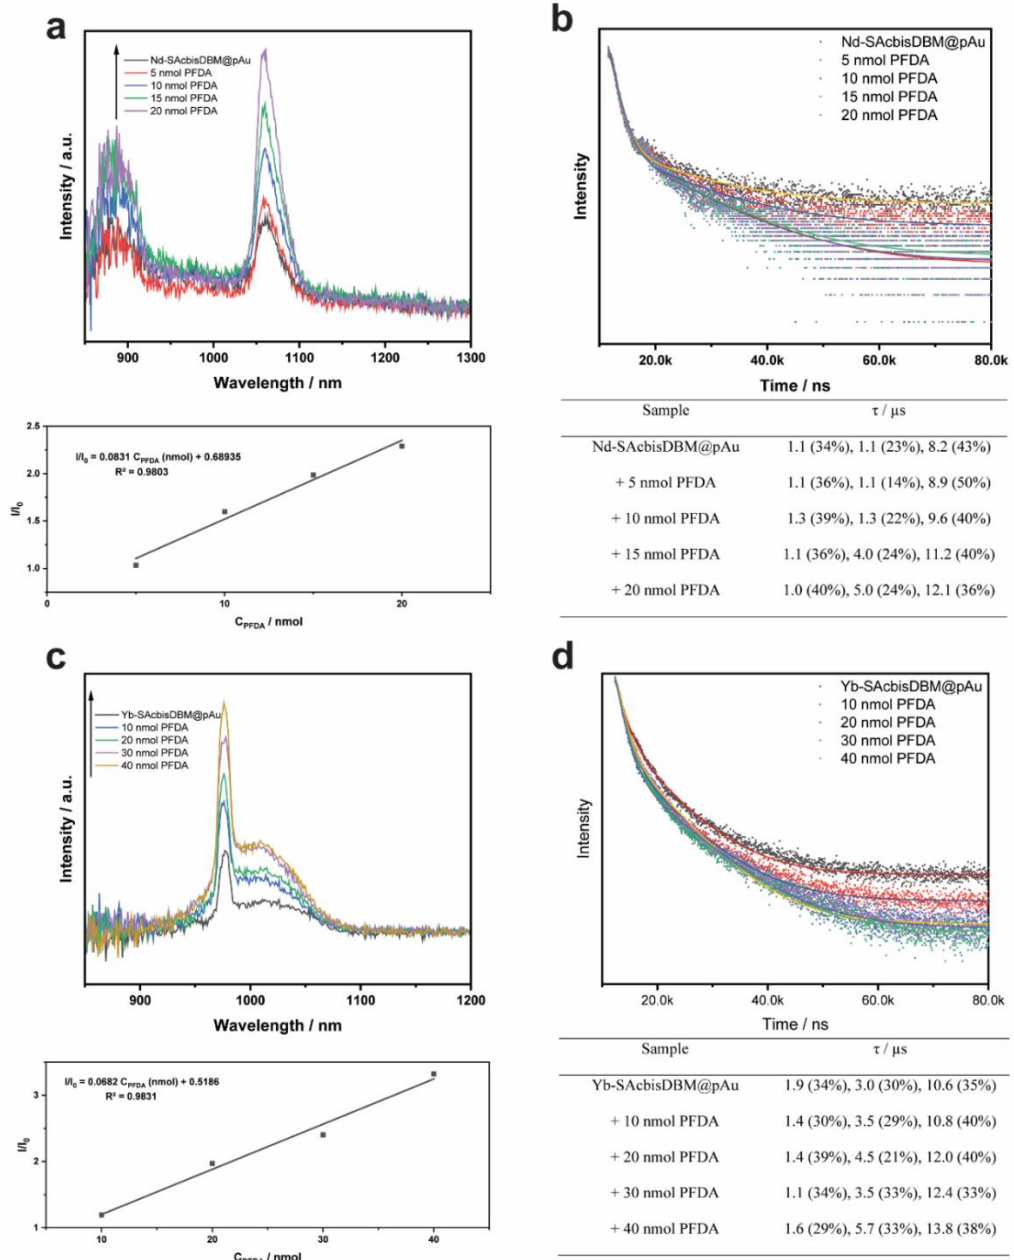 a
Intensity / a.u.
Nd-SAcbisDBM@pAu
5 nmol PFDA
10 nmol PFDA
15 nmol PFDA
20 nmol PFDA
900 1000 1100 1200 1300
Wavelength / nm
I/I₀
2.5
2.0
1.5
1.0
I/I₀ = 0.0831 C_PFDA (nmol) + 0.68935
R² = 0.9803
0 10 20
C_PFDA / nmol
b
Intensity
Nd-SAcbisDBM@pAu
5 nmol PFDA
10 nmol PFDA
15 nmol PFDA
20 nmol PFDA
20.0k 40.0k 60.0k 80.0k
Time / ns
Sample τ / µs
Nd-SAcbisDBM@pAu 1.1 (34%), 1.1 (23%), 8.2 (43%)
+ 5 nmol PFDA 1.1 (36%), 1.1 (14%), 8.9 (50%)
+ 10 nmol PFDA 1.3 (39%), 1.3 (22%), 9.6 (40%)
+ 15 nmol PFDA 1.1 (36%), 4.0 (24%), 11.2 (40%)
+ 20 nmol PFDA 1.0 (40%), 5.0 (24%), 12.1 (36%)
c
Intensity / a.u.
Yb-SAcbisDBM@pAu
10 nmol PFDA
20 nmol PFDA
30 nmol PFDA
40 nmol PFDA
900 1000 1100 1200
Wavelength / nm
I/I₀
3
2
1
I/I₀ = 0.0682 C_PFDA (nmol) + 0.5186
R² = 0.9831
10 20 30 40
C_PFDA / nmol
d
Intensity
Yb-SAcbisDBM@pAu
10 nmol PFDA
20 nmol PFDA
30 nmol PFDA
40 nmol PFDA
20.0k 40.0k 60.0k 80.0k
Time / ns
Sample τ / µs
Yb-SAcbisDBM@pAu 1.9 (34%), 3.0 (30%), 10.6 (35%)
+ 10 nmol PFDA 1.4 (30%), 3.5 (29%), 10.8 (40%)
+ 20 nmol PFDA 1.4 (39%), 4.5 (21%), 12.0 (40%)
+ 30 nmol PFDA 1.1 (34%), 3.5 (33%), 12.4 (33%)
+ 40 nmol PFDA 1.6 (29%), 5.7 (33%), 13.8 (38%)